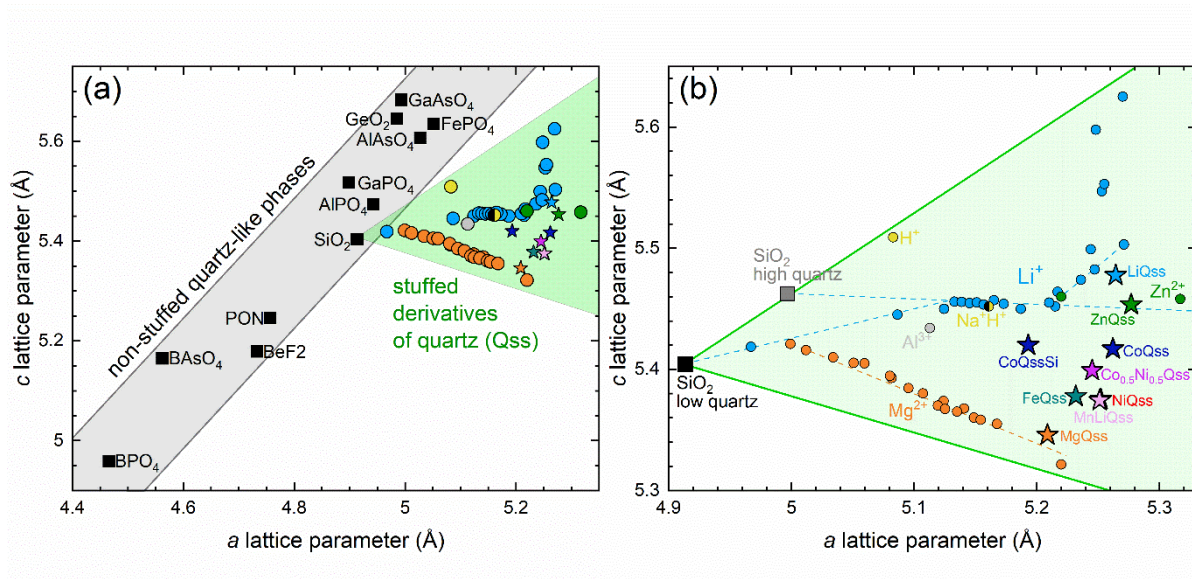 (a)
GaAsO4
GeO2
FePO4
AlAsO4
GaPO4
AlPO4
SiO2
PON
BeF2
BAsO4
BPO4
non-stuffed quartz-like phases
stuffed
derivatives
of quartz (Qss)
c lattice parameter (Å)
5.6
5.4
5.2
5
4.4
4.6
4.8
5
5.2
a lattice parameter (Å)
(b)
H+
SiO2
high quartz
Li+
LiQss
Zn2+
Na+H+
ZnQss
Al3+
CoQssSi
CoQss
SiO2
low quartz
Co0.5Ni0.5Qss
Mg2+
FeQss
NiQss
MnLiQss
MgQss
c lattice parameter (Å)
5.6
5.5
5.4
5.3
5
5.1
5.2
5.3
a lattice parameter (Å)